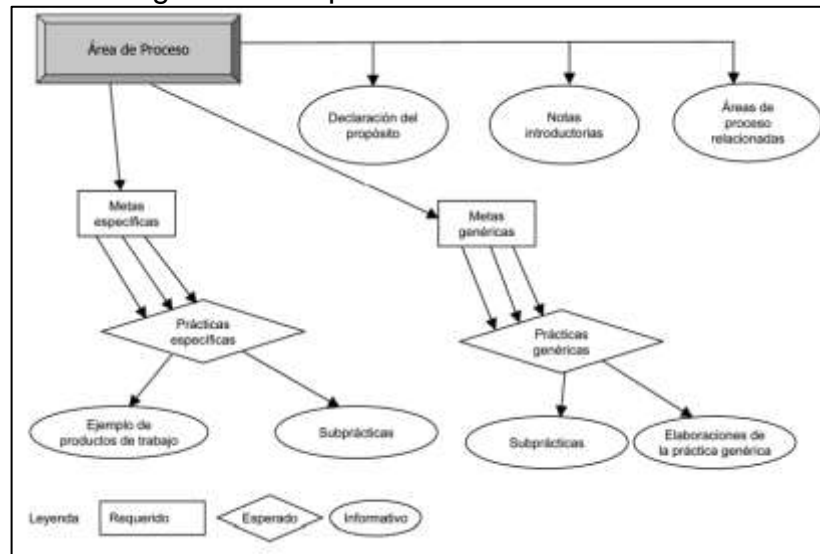 Área de Proceso
Declaración del
propósito
Notas
introductorias
Áreas de
proceso
relacionadas
Metas
específicas
Metas
genéricas
Prácticas
específicas
Prácticas
genéricas
Ejemplo de
productos de trabajo
Subprácticas
Subprácticas
Elaboraciones de
la práctica genérica
Leyenda
Requerido
Esperado
Informativo